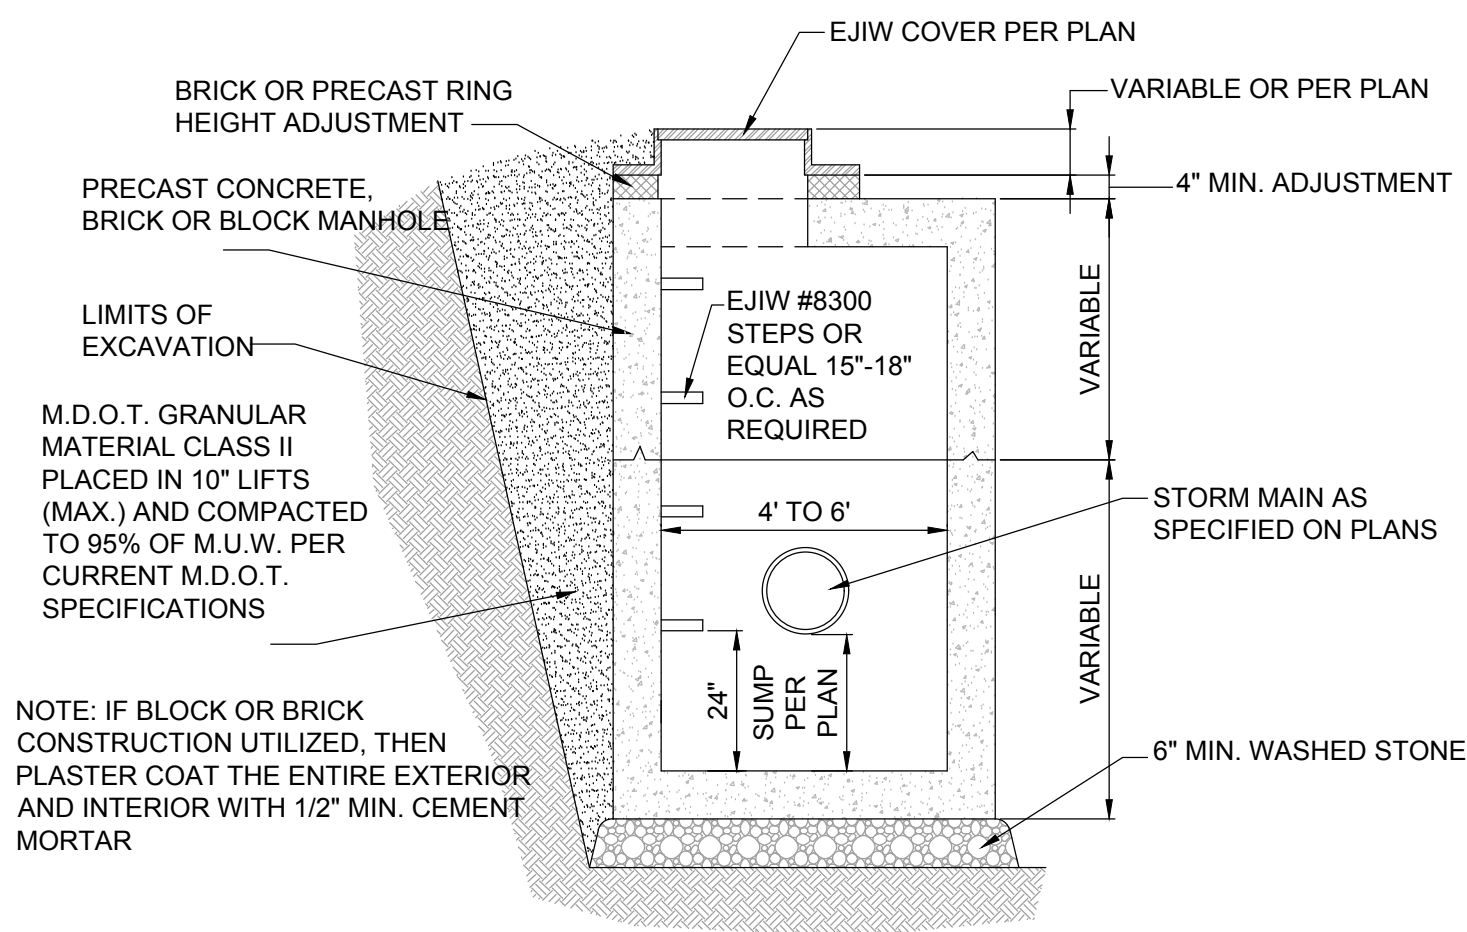 EJIW COVER PER PLAN
VARIABLE OR PER PLAN
BRICK OR PRECAST RING
HEIGHT ADJUSTMENT
4" MIN. ADJUSTMENT
PRECAST CONCRETE,
BRICK OR BLOCK MANHOLE
VARIABLE
EJIW #8300
STEPS OR
EQUAL 15"-18"
O.C. AS
REQUIRED
LIMITS OF
EXCAVATION
M.D.O.T. GRANULAR
MATERIAL CLASS II
PLACED IN 10" LIFTS
(MAX.) AND COMPACTED
TO 95% OF M.U.W. PER
CURRENT M.D.O.T.
SPECIFICATIONS
4' TO 6'
STORM MAIN AS
SPECIFIED ON PLANS
VARIABLE
24"
SUMP
PER
PLAN
NOTE: IF BLOCK OR BRICK
CONSTRUCTION UTILIZED, THEN
PLASTER COAT THE ENTIRE EXTERIOR
AND INTERIOR WITH 1/2" MIN. CEMENT
MORTAR
6" MIN. WASHED STONE